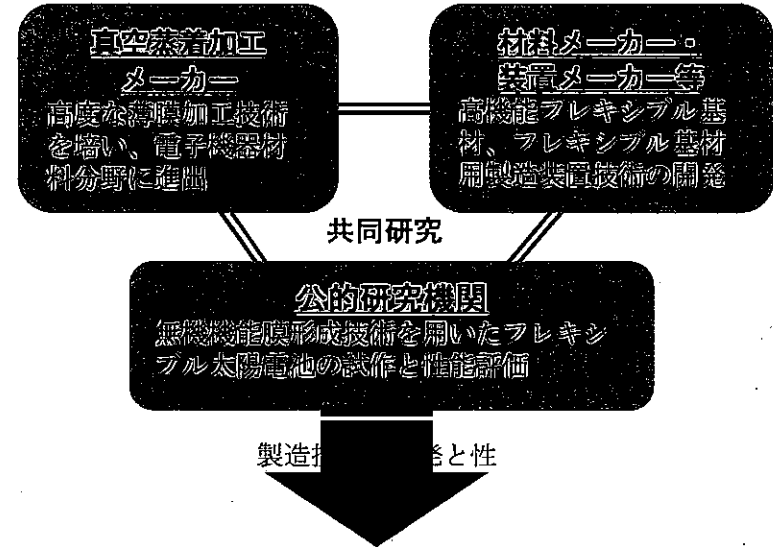 真空蒸着加工
メーカー
高度な薄膜加工技術
を培い、電子機器材
料分野に進出
材料メーカー・
装置メーカー等
高機能フレキシブル基
材、フレキシブル基材
用製造装置技術の開発
共同研究
公的研究機関
無機機能膜形成技術を用いたフレキシ
ブル太陽電池の試作と性能評価
製造 発と性